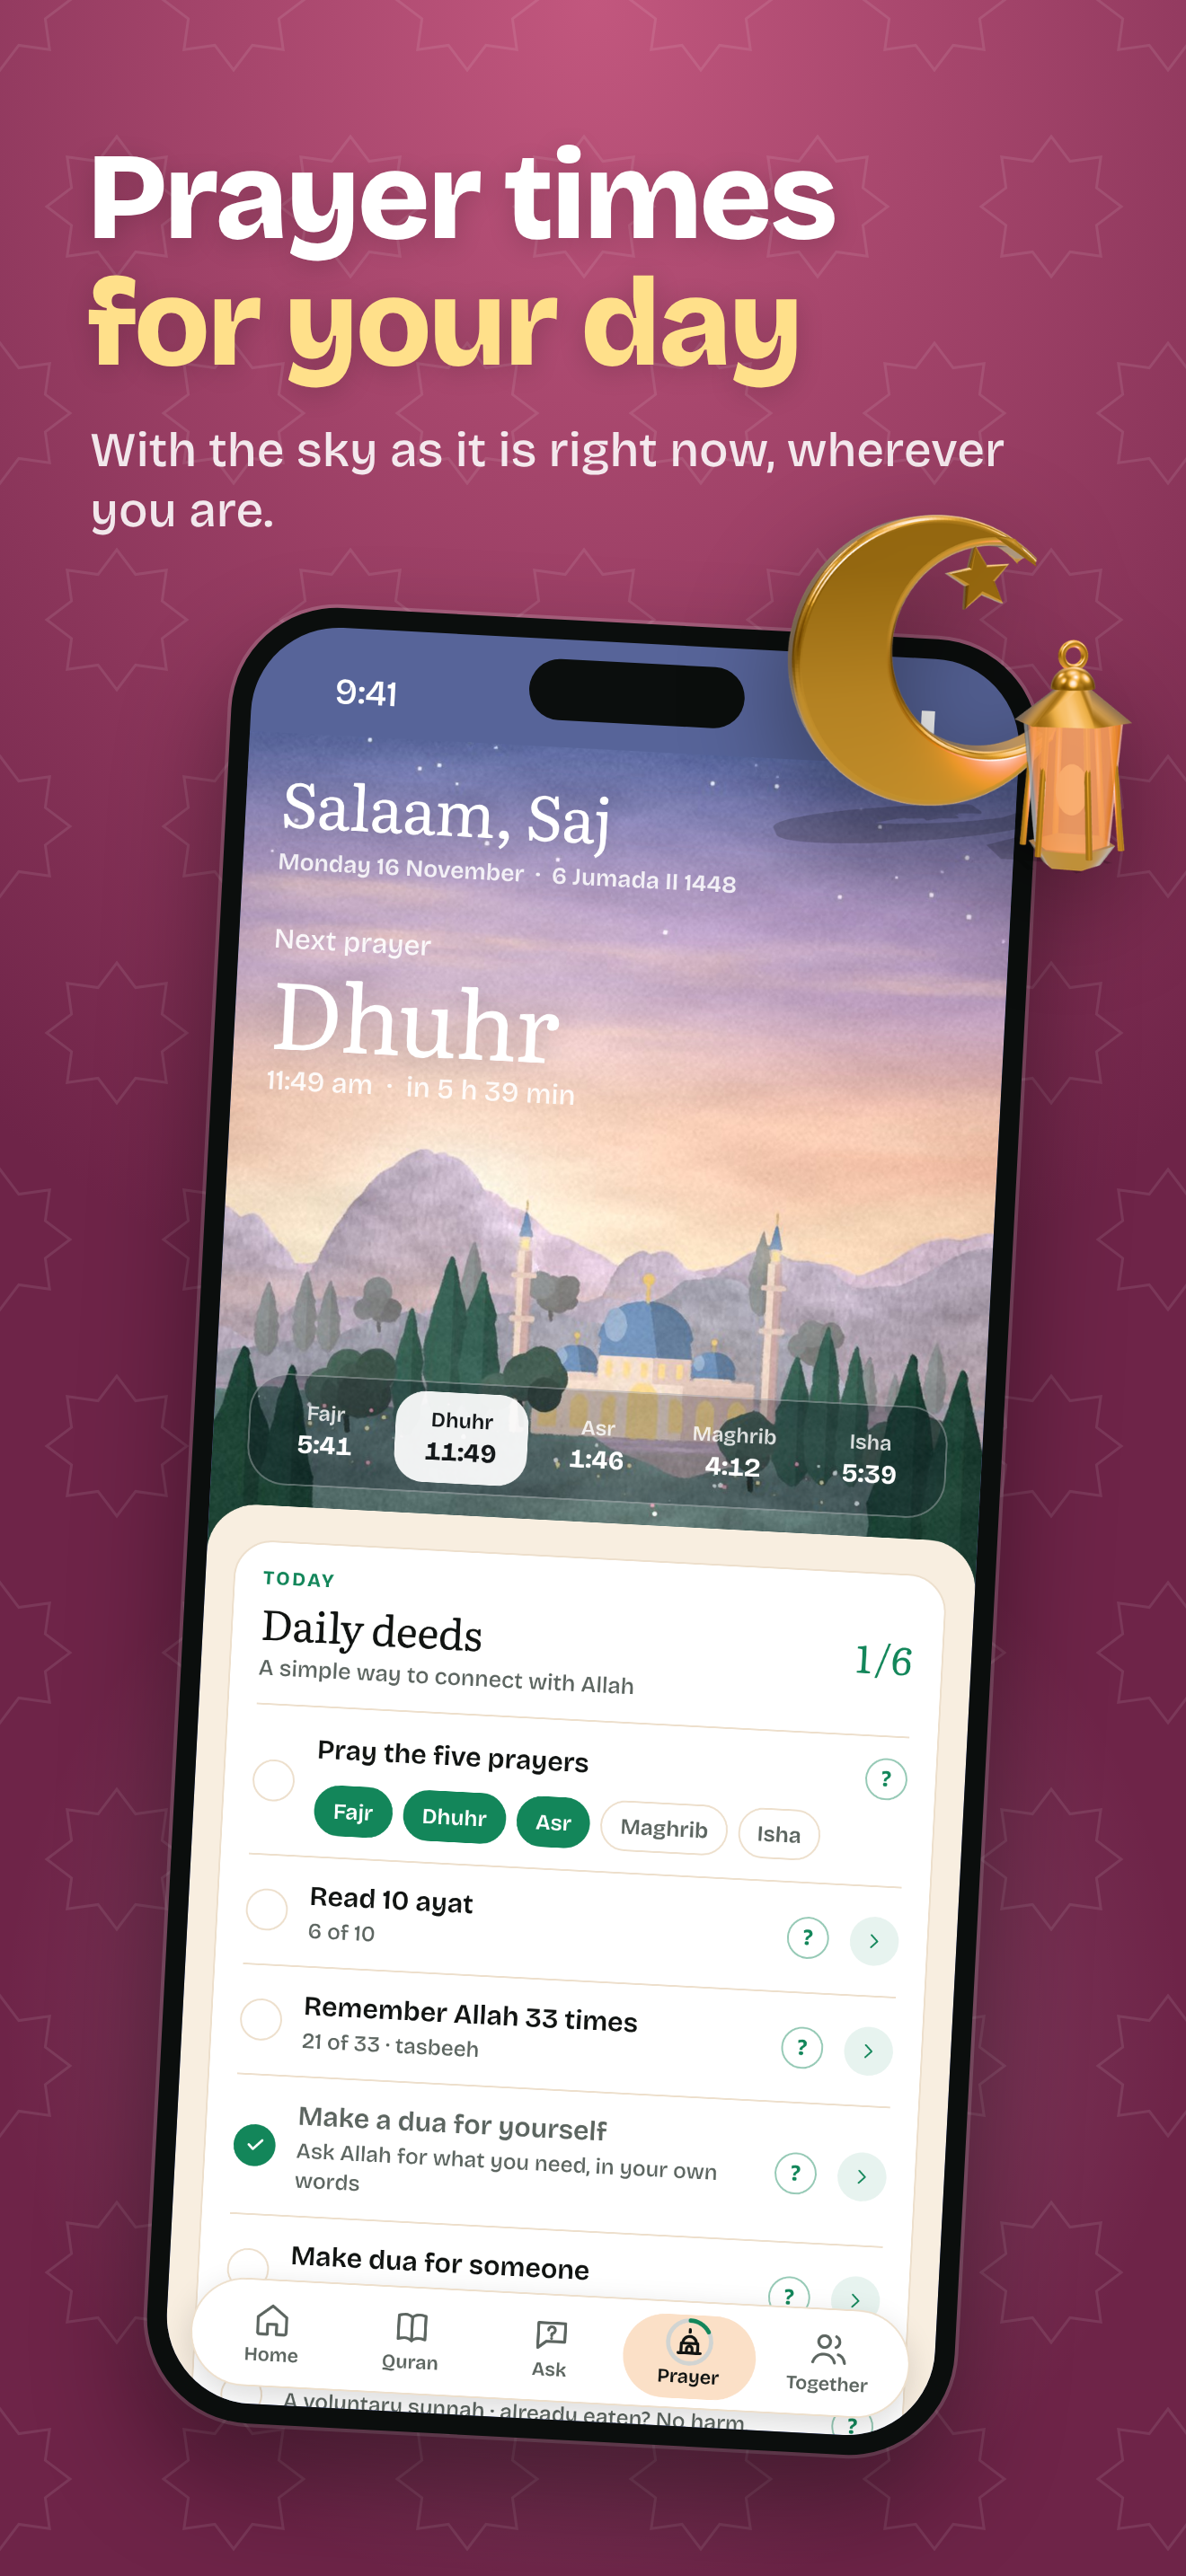 Prayer times
for your day
With the sky as it is right now, wherever
you are.
9:41
Salaam, Saj
Monday 16 November · 6 Jumada II 1448
Next prayer
Dhuhr
11:49 am · in 5 h 39 min
Fajr Dhuhr Asr Maghrib Isha
5:41 11:49 1:46 4:12 5:39
TODAY
Daily deeds
1/6
A simple way to connect with Allah
Pray the five prayers
?
Fajr Dhuhr Asr Maghrib Isha
Read 10 ayat
6 of 10
?
Remember Allah 33 times
21 of 33 · tasbeeh
?
Make a dua for yourself
Ask Allah for what you need, in your own
words
?
Make dua for someone
?
Home Quran Ask Prayer Together
A voluntary sunnah · already eaten? No harm
?